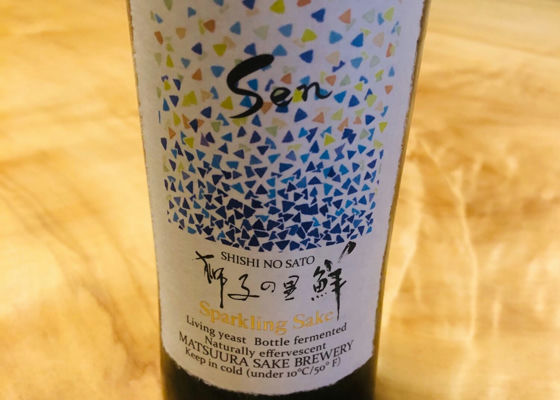 Sen
SHISHI NO SATO
獅子の里 鮮
Sparkling Sake
Living yeast Bottle fermented
Naturally effervescent
MATSUURA SAKE BREWERY
Keep in cold (under 10°C/50° F)